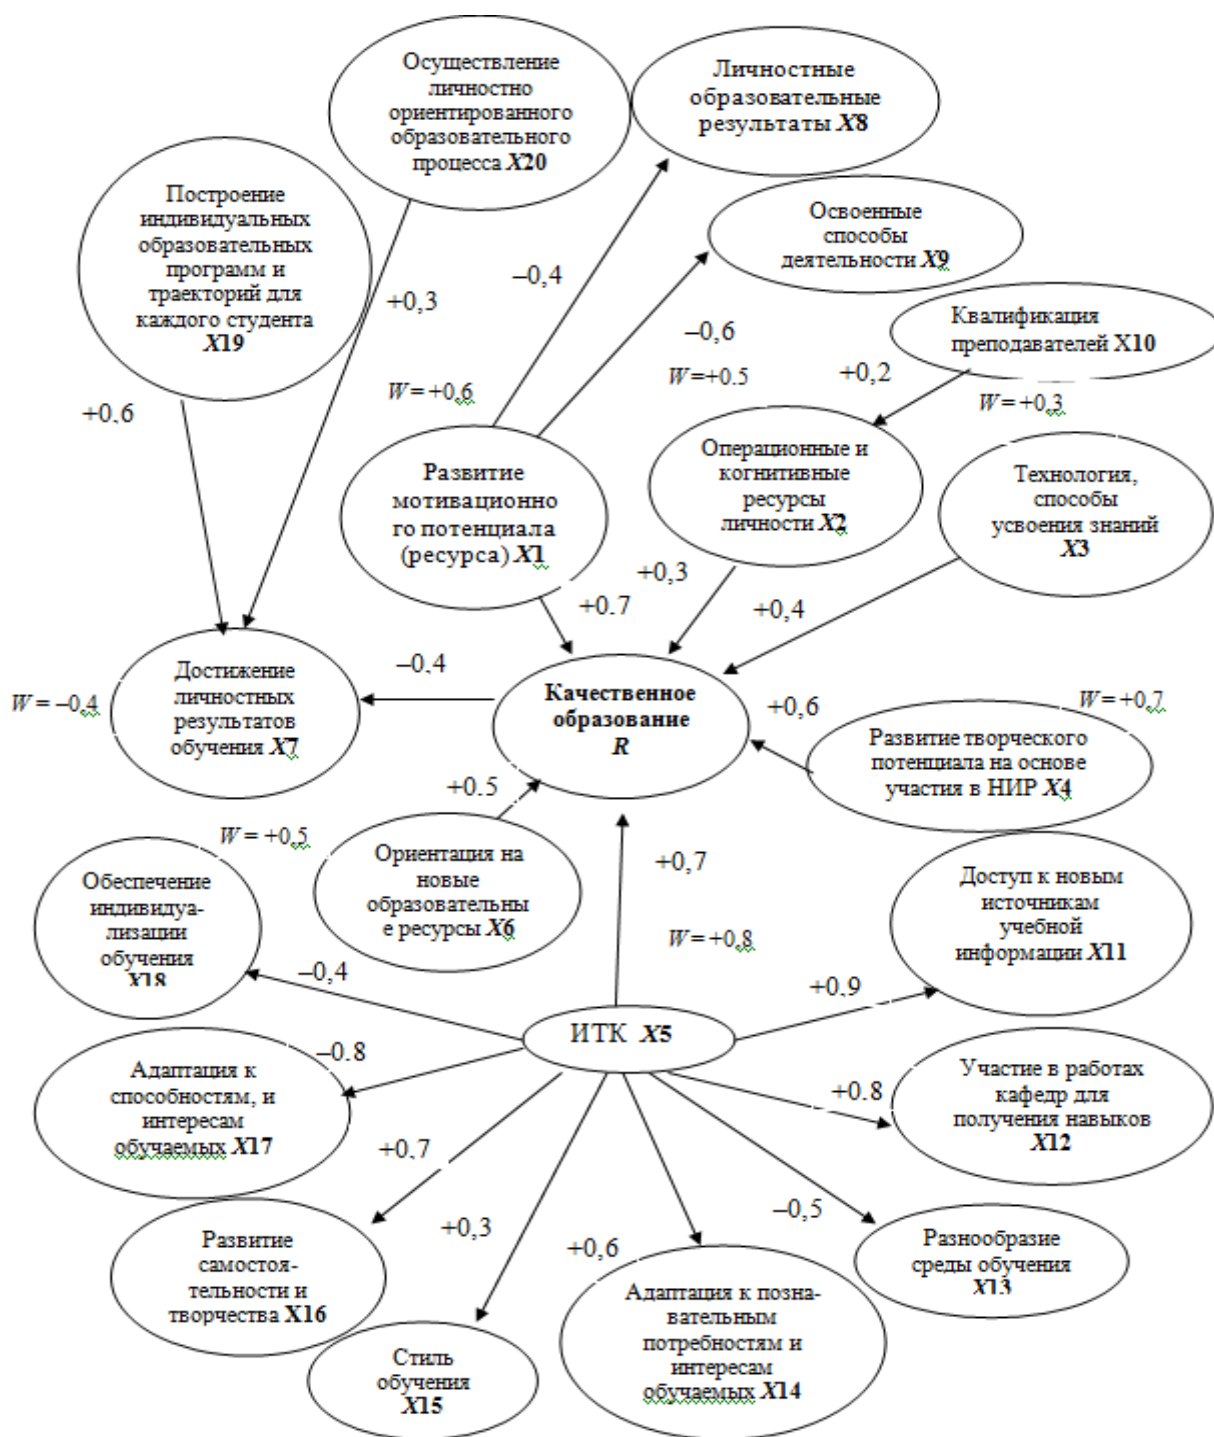 Осуществление
личностно
ориентированного
образовательного
процесса X20
Личностные
образовательные
результаты X8
Построение
индивидуальных
образовательных
программ и
траекторий для
каждого студента
X19
Освоенные
способы
деятельности X9
–0,4
+0,3
–0,6
Квалификация
преподавателей X10
W = +0,6
W =+0.5
+0,2
W = +0,3
+0,6
Развитие
мотивационно
го потенциала
(ресурса) X1
Операционные и
когнитивные
ресурсы
личности X2
Технология,
способы
усвоения знаний
X3
+0,3
+0.7
+0,4
Достижение
личностных
результатов
обучения X7
W = –0,4
–0.4
Качественное
образование
R
+0,6
W = +0,7
Развитие творческого
потенциала на основе
участия в НИР X4
+0.5
W = +0,5
Ориентация на
новые
образовательны
е ресурсы X6
+0,7
W = +0,8
Обеспечение
индивидуа-
лизации
обучения
X18
Доступ к новым
источникам
учебной
информации X11
–0,4
+0,9
ИТК X5
–0.8
Адаптация к
способностям, и
интересам
обучаемых X17
+0.8
Участие в работах
кафедр для
получения навыков
X12
+0.7
+0,3
+0,6
–0,5
Развитие
самостоя-
тельности и
творчества X16
Разнообразие
среды обучения
X13
Стиль
обучения
X15
Адаптация к позна-
вательным
потребностям и
интересам
обучаемых X14